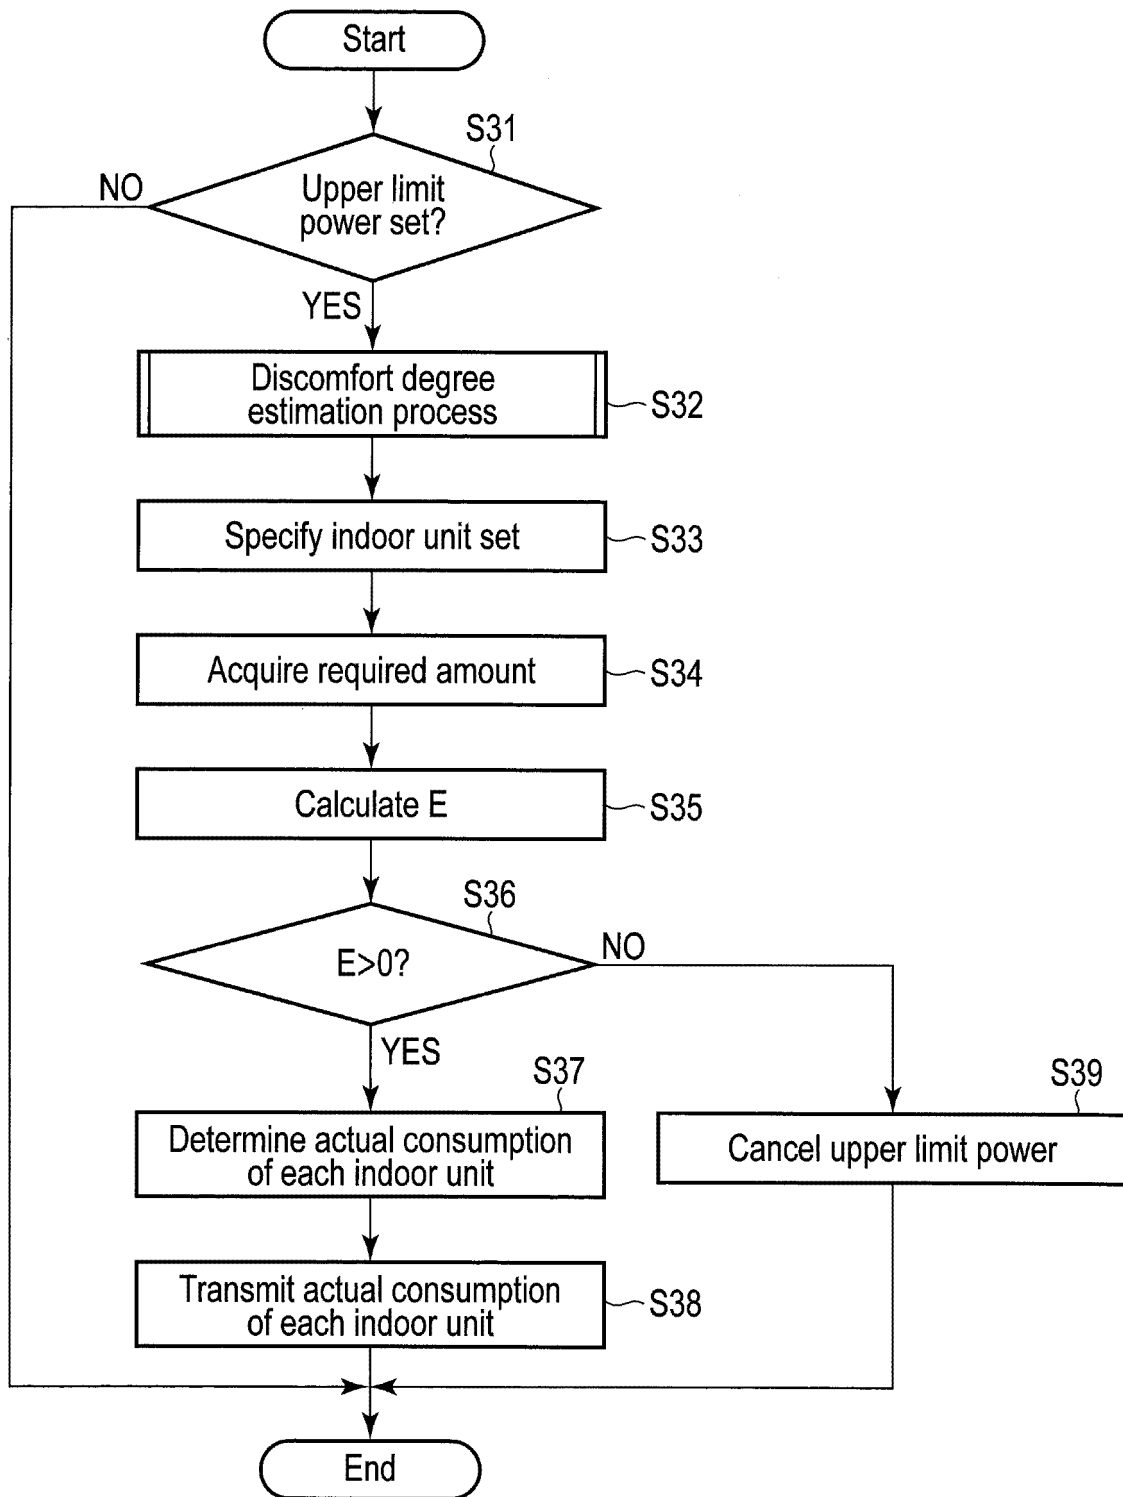 Start
S31
NO
Upper limit
power set?
YES
Discomfort degree
estimation process
S32
Specify indoor unit set
S33
Acquire required amount
S34
Calculate E
S35
S36
E>0?
NO
YES
S37
S39
Determine actual consumption
of each indoor unit
Cancel upper limit power
Transmit actual consumption
of each indoor unit
S38
End